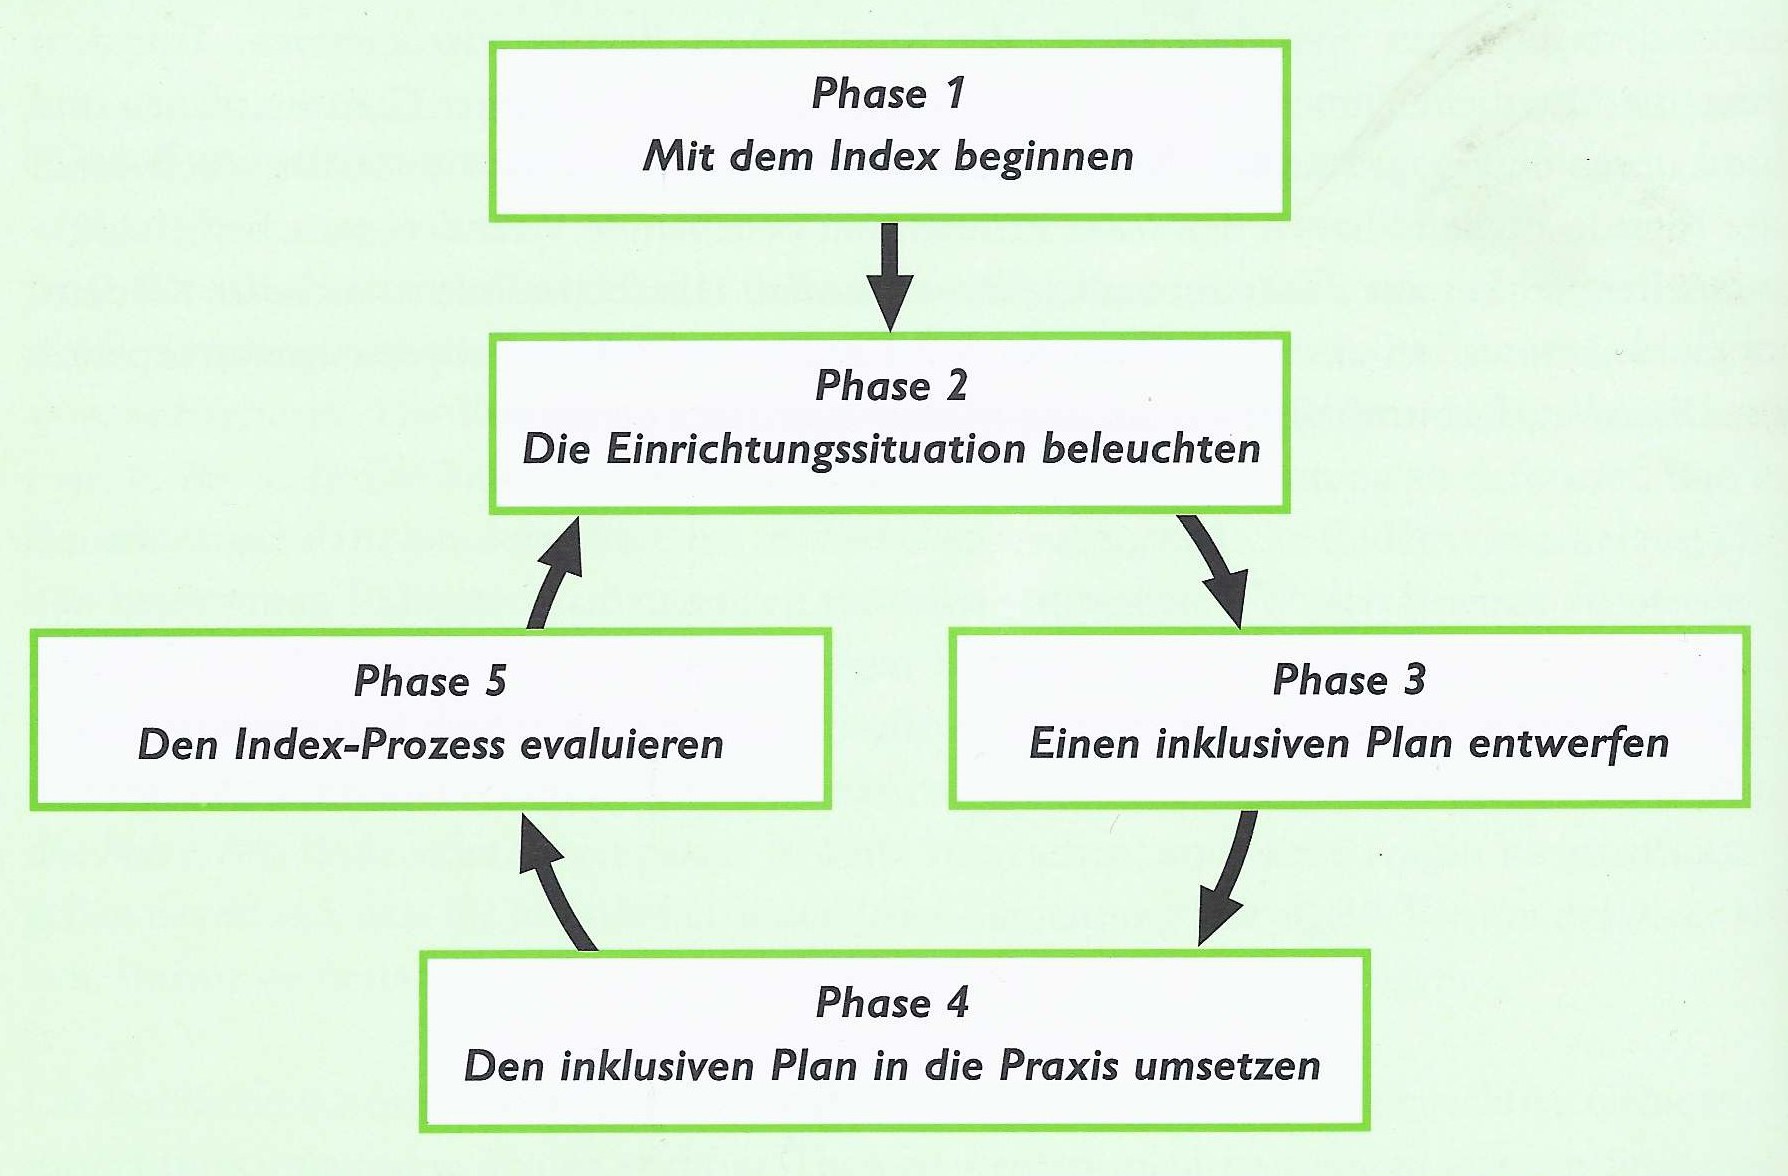 Phase 1
Mit dem Index beginnen
Phase 2
Die Einrichtungssituation beleuchten
Phase 5
Den Index-Prozess evaluieren
Phase 3
Einen inklusiven Plan entwerfen
Phase 4
Den inklusiven Plan in die Praxis umsetzen